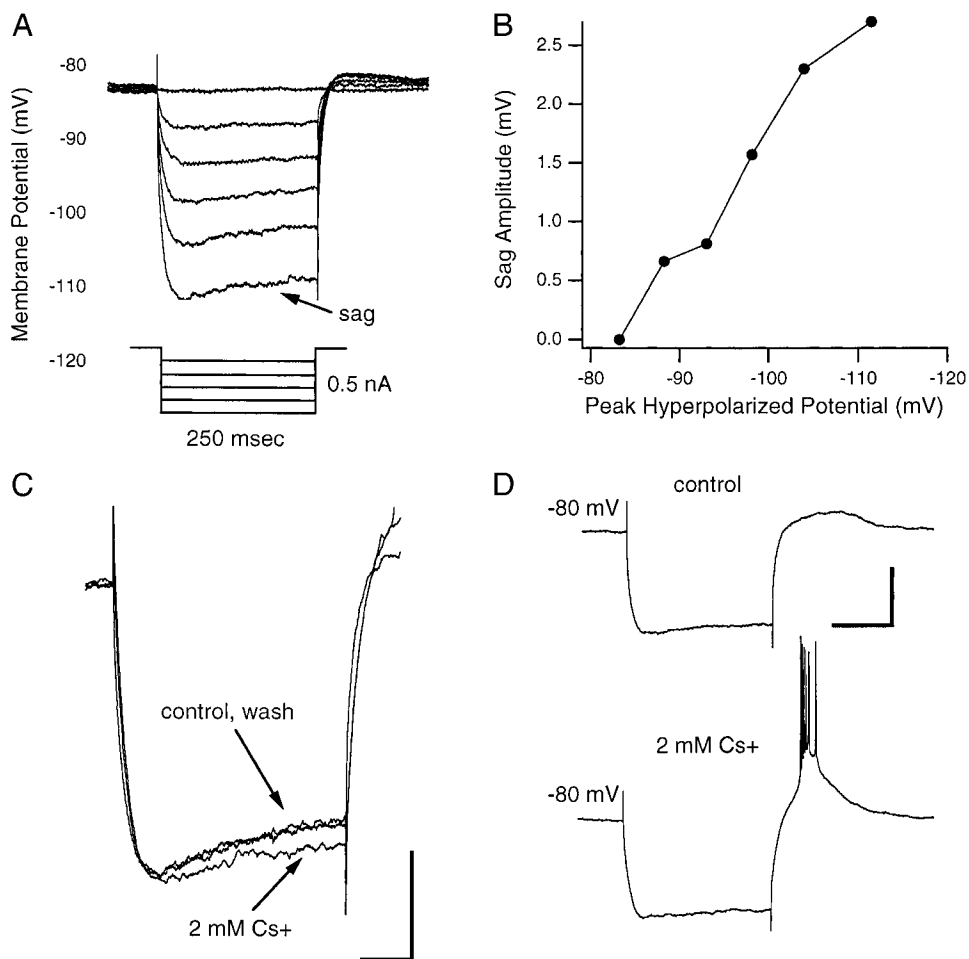 A
Membrane Potential (mV)
-80
-90
-100
-110
-120
sag
0.5 nA
250 msec
B
Sag Amplitude (mV)
2.5
2.0
1.5
1.0
0.5
0.0
-80
-90
-100
-110
-120
Peak Hyperpolarized Potential (mV)
C
control, wash
2 mM Cs+
D
control
-80 mV
2 mM Cs+
-80 mV